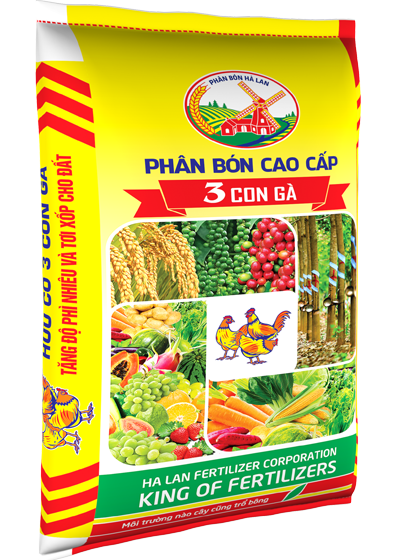 PHÂN BÓN HÀ LAN
PHÂN BÓN CAO CẤP
3 CON GÀ
HỮU CƠ 3 CON GÀ
TĂNG ĐỘ PHÌ NHIÊU VÀ TƠI XỐP CHO ĐẤT
HA LAN FERTILIZER CORPORATION
KING OF FERTILIZERS
Môi trường nào cây cũng trổ bông